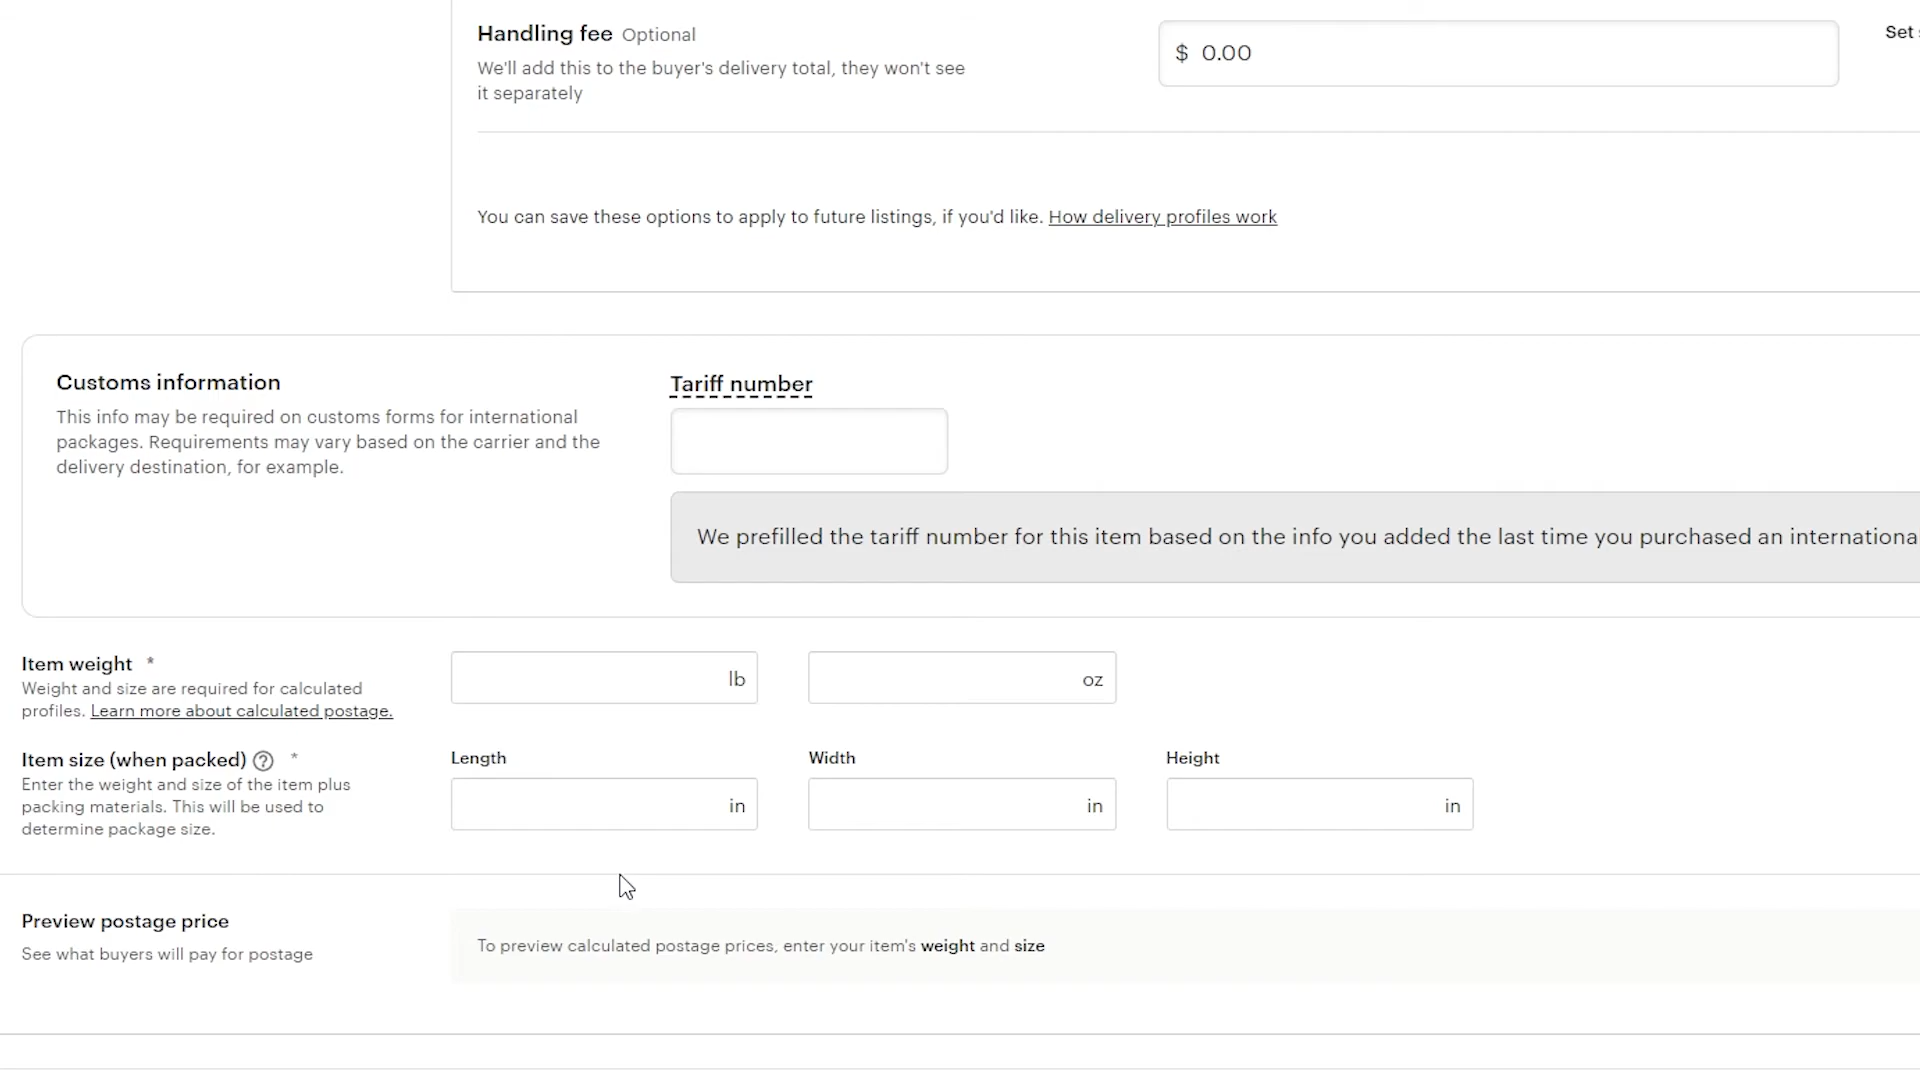 Handling fee Optional
We'll add this to the buyer's delivery total, they won't see
it separately
$ 0.00
Set
You can save these options to apply to future listings, if you'd like. How delivery profiles work
Customs information
This info may be required on customs forms for international
packages. Requirements may vary based on the carrier and the
delivery destination, for example.
Tariff number
We prefilled the tariff number for this item based on the info you added the last time you purchased an internationa
Item weight *
Weight and size are required for calculated
profiles. Learn more about calculated postage.
lb
oz
Item size (when packed) ? *
Enter the weight and size of the item plus
packing materials. This will be used to
determine package size.
Length
Width
Height
in
in
in
Preview postage price
See what buyers will pay for postage
To preview calculated postage prices, enter your item's weight and size